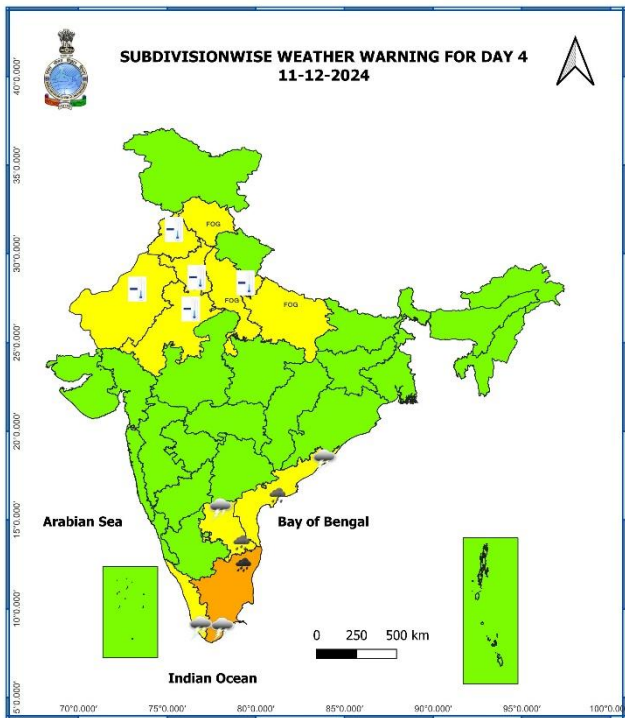 SUBDIVISIONWISE WEATHER WARNING FOR DAY 4
11-12-2024
40°0.000'
35°0.000'
30°0.000'
25°0.000'
20°0.000'
15°0.000'
10°0.000'
5°0.000'
FOG
FOG
FOG
Arabian Sea
Bay of Bengal
0 250 500 km
Indian Ocean
70°0.000' 75°0.000' 80°0.000' 85°0.000' 90°0.000' 95°0.000' 100°0.000'